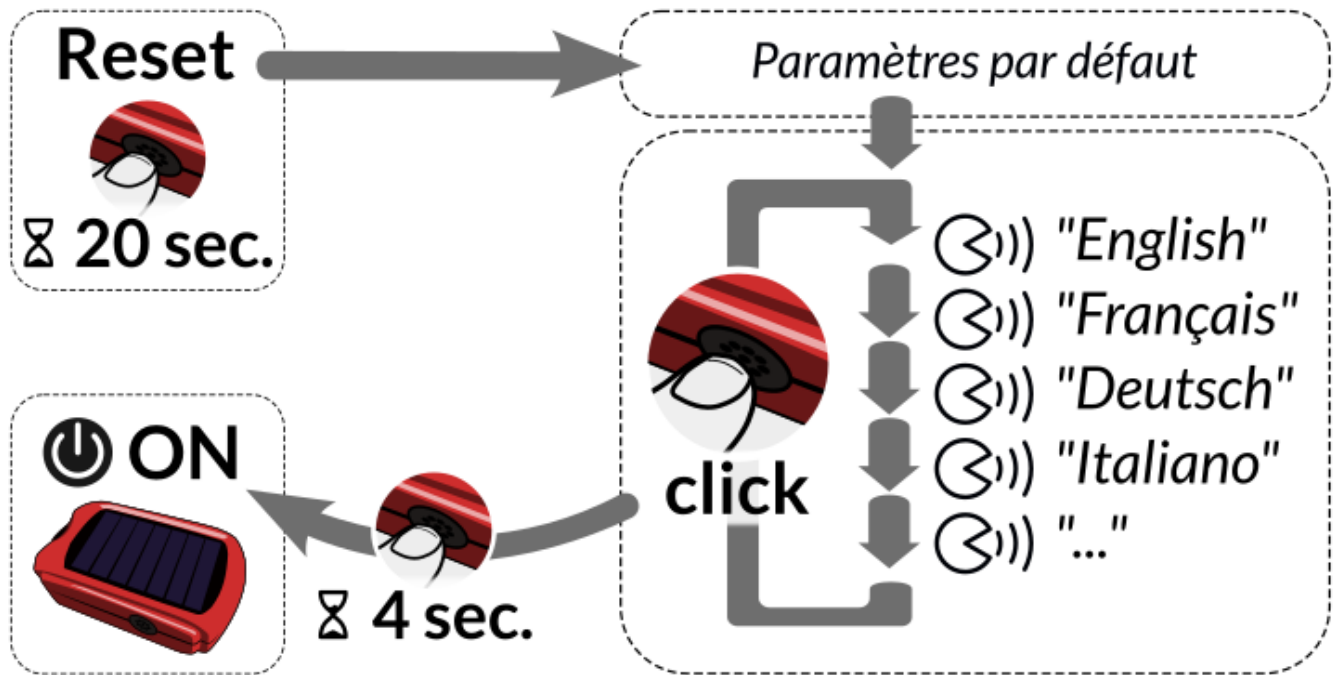 Reset
20 sec.
Paramètres par défaut
"English"
"Français"
"Deutsch"
"Italiano"
"..."
click
ON
4 sec.